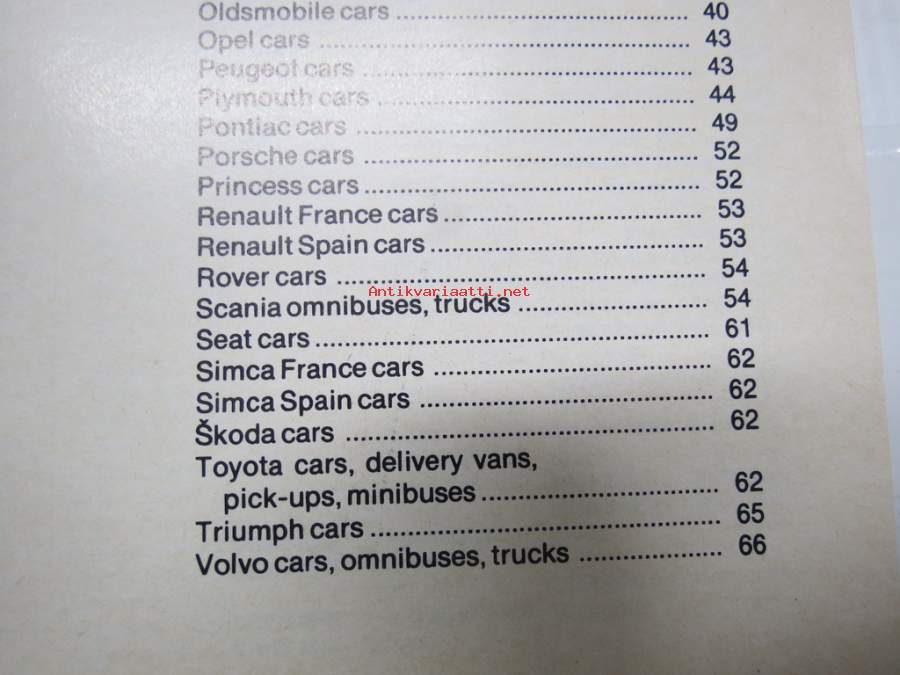 Oldsmobile cars ........................................ 40
Opel cars .................................................. 43
Peugeot cars ............................................. 43
Plymouth cars ........................................... 44
Pontiac cars .............................................. 49
Porsche cars ............................................. 52
Princess cars ............................................. 52
Renault France cars ................................... 53
Renault Spain cars ..................................... 53
Rover cars ................................................. 54
Antikvariaatti.net
Scania omnibuses, trucks .......................... 54
Seat cars .................................................... 61
Simca France cars ..................................... 62
Simca Spain cars ....................................... 62
Škoda cars ................................................. 62
Toyota cars, delivery vans,
pick-ups, minibuses ................................ 62
Triumph cars .............................................. 65
Volvo cars, omnibuses, trucks ................... 66